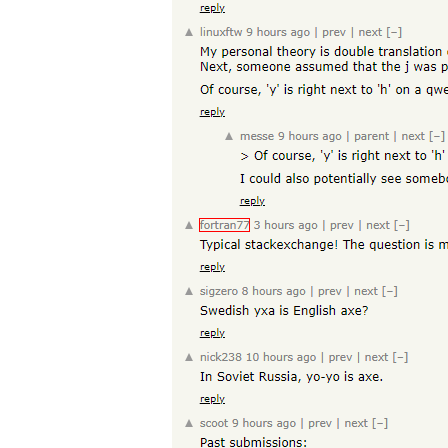 reply
linuxftw 9 hours ago | prev | next [–]
My personal theory is double translation
Next, someone assumed that the j was
Of course, 'y' is right next to 'h' on a
reply
messe 9 hours ago | parent | next [–]
> Of course, 'y' is right next to 'h'
I could also potentially see
reply
fortran77 3 hours ago | prev | next [–]
Typical stackexchange! The question is
reply
sigzero 8 hours ago | prev | next [–]
Swedish yxa is English axe?
reply
nick238 10 hours ago | prev | next [–]
In Soviet Russia, yo-yo is axe.
reply
scoot 9 hours ago | prev | next [–]
Past submissions: